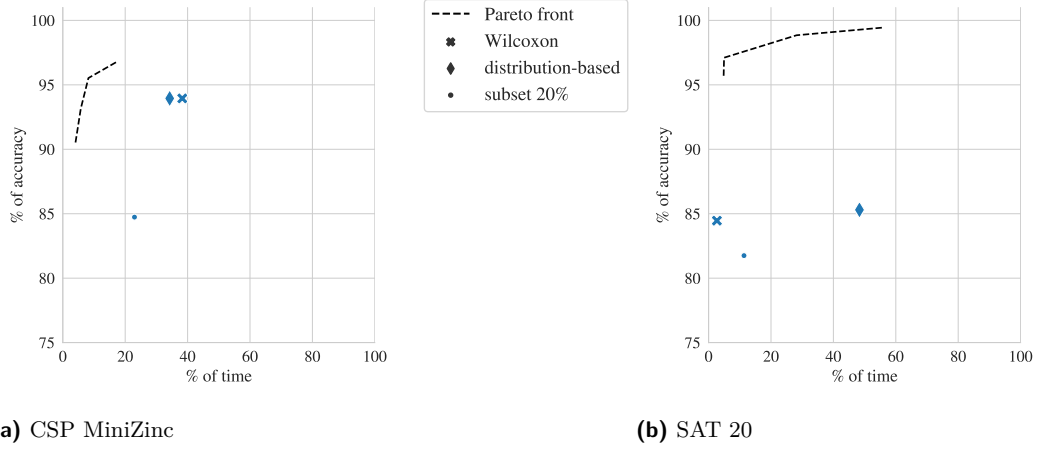 100
95
90
85
80
75
% of accuracy
0 20 40 60 80 100
% of time
Pareto front
Wilcoxon
distribution-based
subset 20%
100
95
90
85
80
75
% of accuracy
0 20 40 60 80 100
% of time
a) CSP MiniZinc
(b) SAT 20